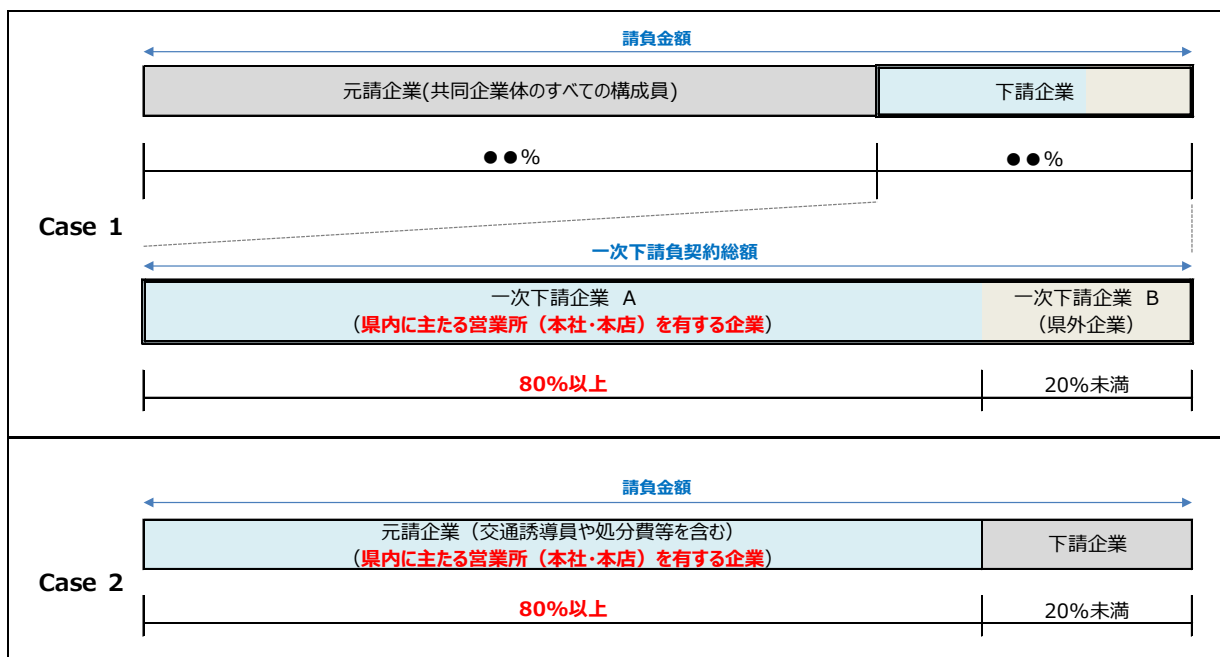 請負金額
元請企業(共同企業体のすべての構成員)
下請企業
●●%
●●%
Case 1
一次下請負契約総額
一次下請企業 A
（県内に主たる営業所（本社・本店）を有する企業）
一次下請企業 B
（県外企業）
80%以上
20%未満
請負金額
元請企業（交通誘導員や処分費等を含む）
（県内に主たる営業所（本社・本店）を有する企業）
下請企業
Case 2
80%以上
20%未満